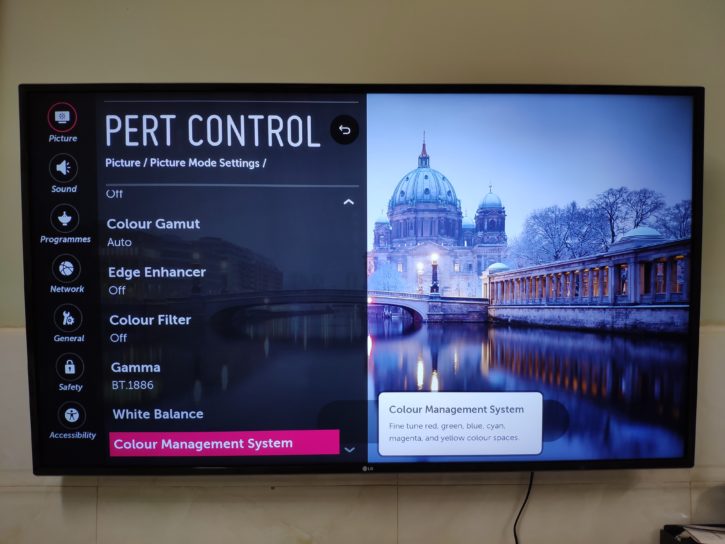 Picture
Sound
Programmes
Network
General
Safety
Accessibility
PERT CONTROL
Picture / Picture Mode Settings /
Off
Colour Gamut
Auto
Edge Enhancer
Off
Colour Filter
Off
Gamma
BT.1886
White Balance
Colour Management System
Colour Management System
Fine tune red, green, blue, cyan,
magenta, and yellow colour spaces.
LG